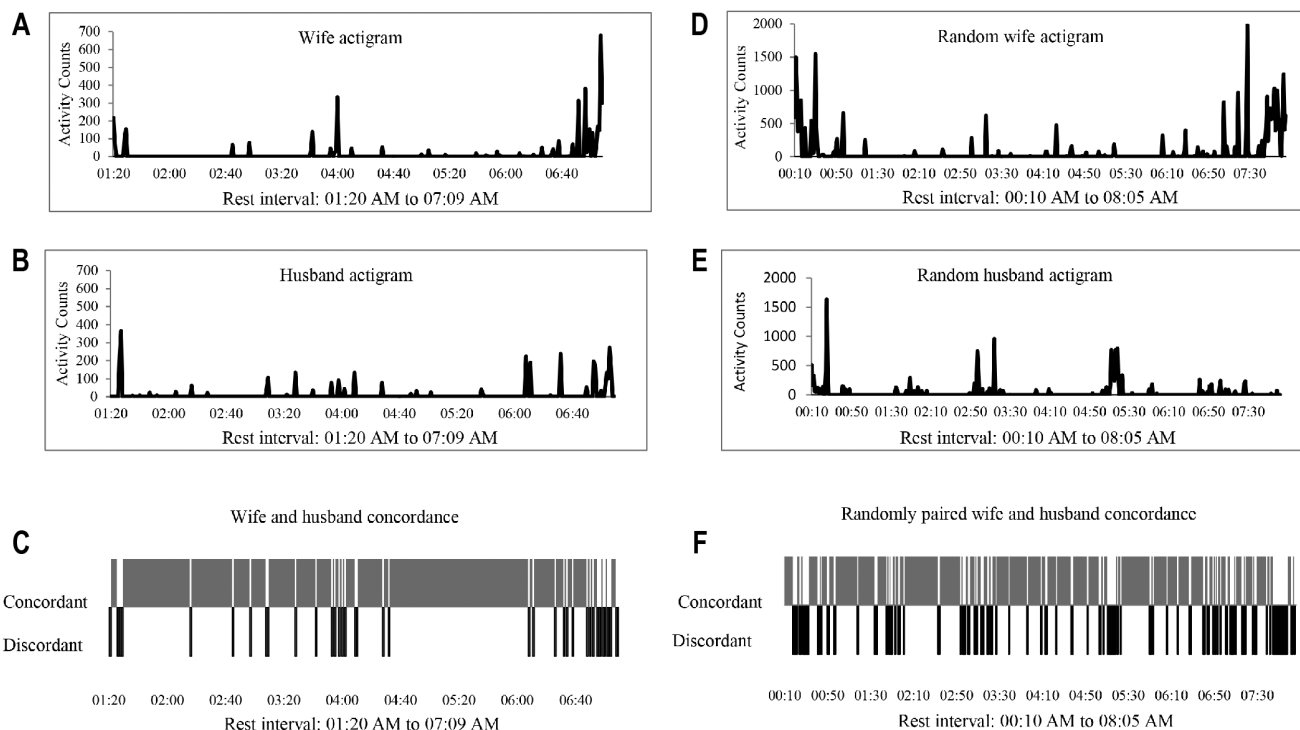 A
Wife actigram
Activity Counts
700
600
500
400
300
200
100
0
01:20 02:00 02:40 03:20 04:00 04:40 05:20 06:00 06:40
Rest interval: 01:20 AM to 07:09 AM
B
Husband actigram
Activity Counts
700
600
500
400
300
200
100
0
01:20 02:00 02:40 03:20 04:00 04:40 05:20 06:00 06:40
Rest interval: 01:20 AM to 07:09 AM
Wife and husband concordance
C
Concordant
Discordant
01:20 02:00 02:40 03:20 04:00 04:40 05:20 06:00 06:40
Rest interval: 01:20 AM to 07:09 AM
D
Random wife actigram
Activity Counts
2000
1500
1000
500
0
00:10 00:50 01:30 02:10 02:50 03:30 04:10 04:50 05:30 06:10 06:50 07:30
Rest interval: 00:10 AM to 08:05 AM
E
Random husband actigram
Activity Counts
2000
1500
1000
500
0
00:10 00:50 01:30 02:10 02:50 03:30 04:10 04:50 05:30 06:10 06:50 07:30
Rest interval: 00:10 AM to 08:05 AM
Randomly paired wife and husband concordance
F
Concordant
Discordant
00:10 00:50 01:30 02:10 02:50 03:30 04:10 04:50 05:30 06:10 06:50 07:30
Rest interval: 00:10 AM to 08:05 AM